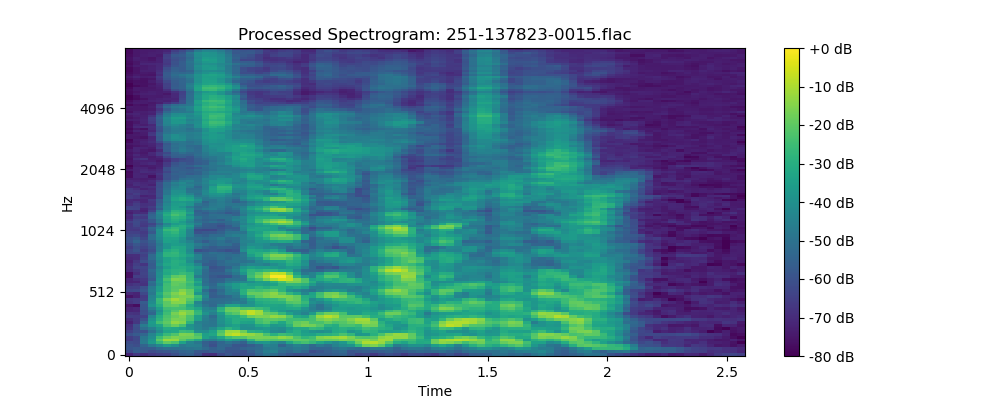 Processed Spectrogram: 251-137823-0015.flac
Hz
4096
2048
1024
512
0
0
0.5
1
1.5
2
2.5
Time
+0 dB
-10 dB
-20 dB
-30 dB
-40 dB
-50 dB
-60 dB
-70 dB
-80 dB